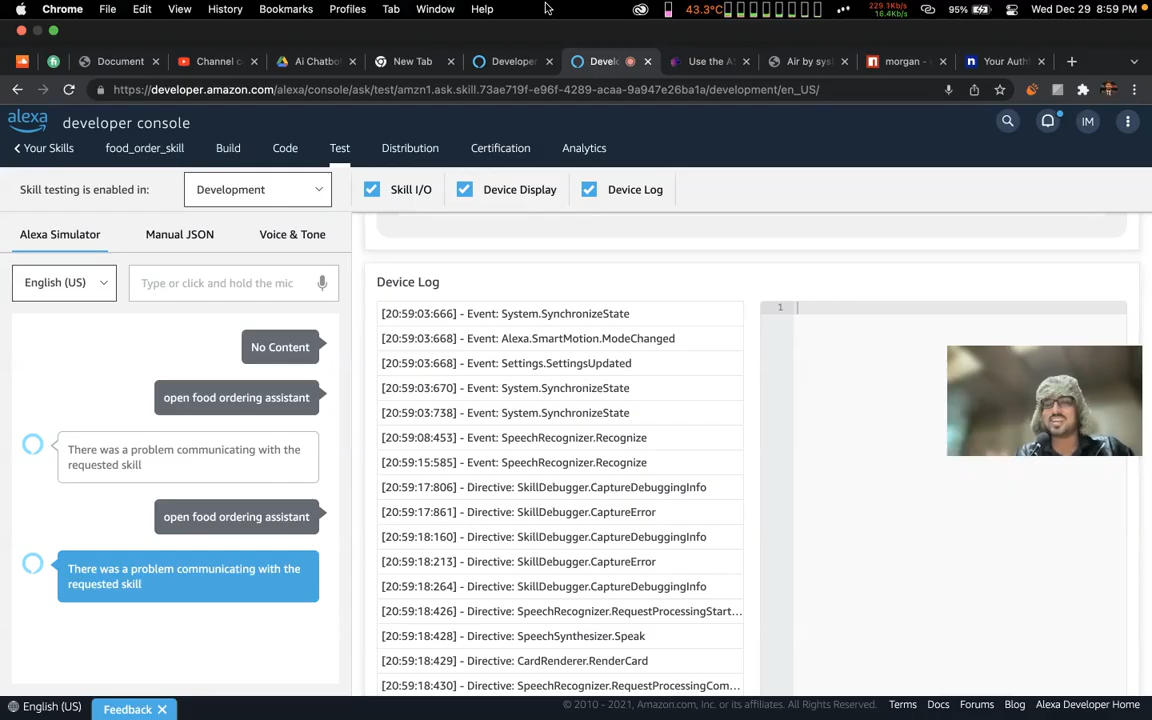 Chrome File Edit View History Bookmarks Profiles Tab Window Help 43.3°C 229.1Kb/s 16.4Kb/s 95% Wed Dec 29 8:59 PM
Document Channel c Ai Chatbo New Tab Developer Develo Use the A Air by sys morgan - Your Auth
https://developer.amazon.com/alexa/console/ask/test/amzn1.ask.skill.73ae719f-e96f-4289-acaa-9a947e26ba1a/development/en_US/
alexa developer console IM
Your Skills food_order_skill Build Code Test Distribution Certification Analytics
Skill testing is enabled in: Development Skill I/O Device Display Device Log
Alexa Simulator Manual JSON Voice & Tone
English (US) Type or click and hold the mic
No Content
open food ordering assistant
There was a problem communicating with the
requested skill
open food ordering assistant
There was a problem communicating with the
requested skill
Device Log
[20:59:03:666] - Event: System.SynchronizeState
[20:59:03:668] - Event: Alexa.SmartMotion.ModeChanged
[20:59:03:668] - Event: Settings.SettingsUpdated
[20:59:03:670] - Event: System.SynchronizeState
[20:59:03:738] - Event: System.SynchronizeState
[20:59:08:453] - Event: SpeechRecognizer.Recognize
[20:59:15:585] - Event: SpeechRecognizer.Recognize
[20:59:17:806] - Directive: SkillDebugger.CaptureDebuggingInfo
[20:59:17:861] - Directive: SkillDebugger.CaptureError
[20:59:18:160] - Directive: SkillDebugger.CaptureDebuggingInfo
[20:59:18:213] - Directive: SkillDebugger.CaptureError
[20:59:18:264] - Directive: SkillDebugger.CaptureDebuggingInfo
[20:59:18:426] - Directive: SpeechRecognizer.RequestProcessingStart...
[20:59:18:428] - Directive: SpeechSynthesizer.Speak
[20:59:18:429] - Directive: CardRenderer.RenderCard
[20:59:18:430] - Directive: SpeechRecognizer.RequestProcessingCom...
1
English (US) Feedback © 2010 - 2021, Amazon.com, Inc. or its affiliates. All Rights Reserved. Terms Docs Forums Blog Alexa Developer Home